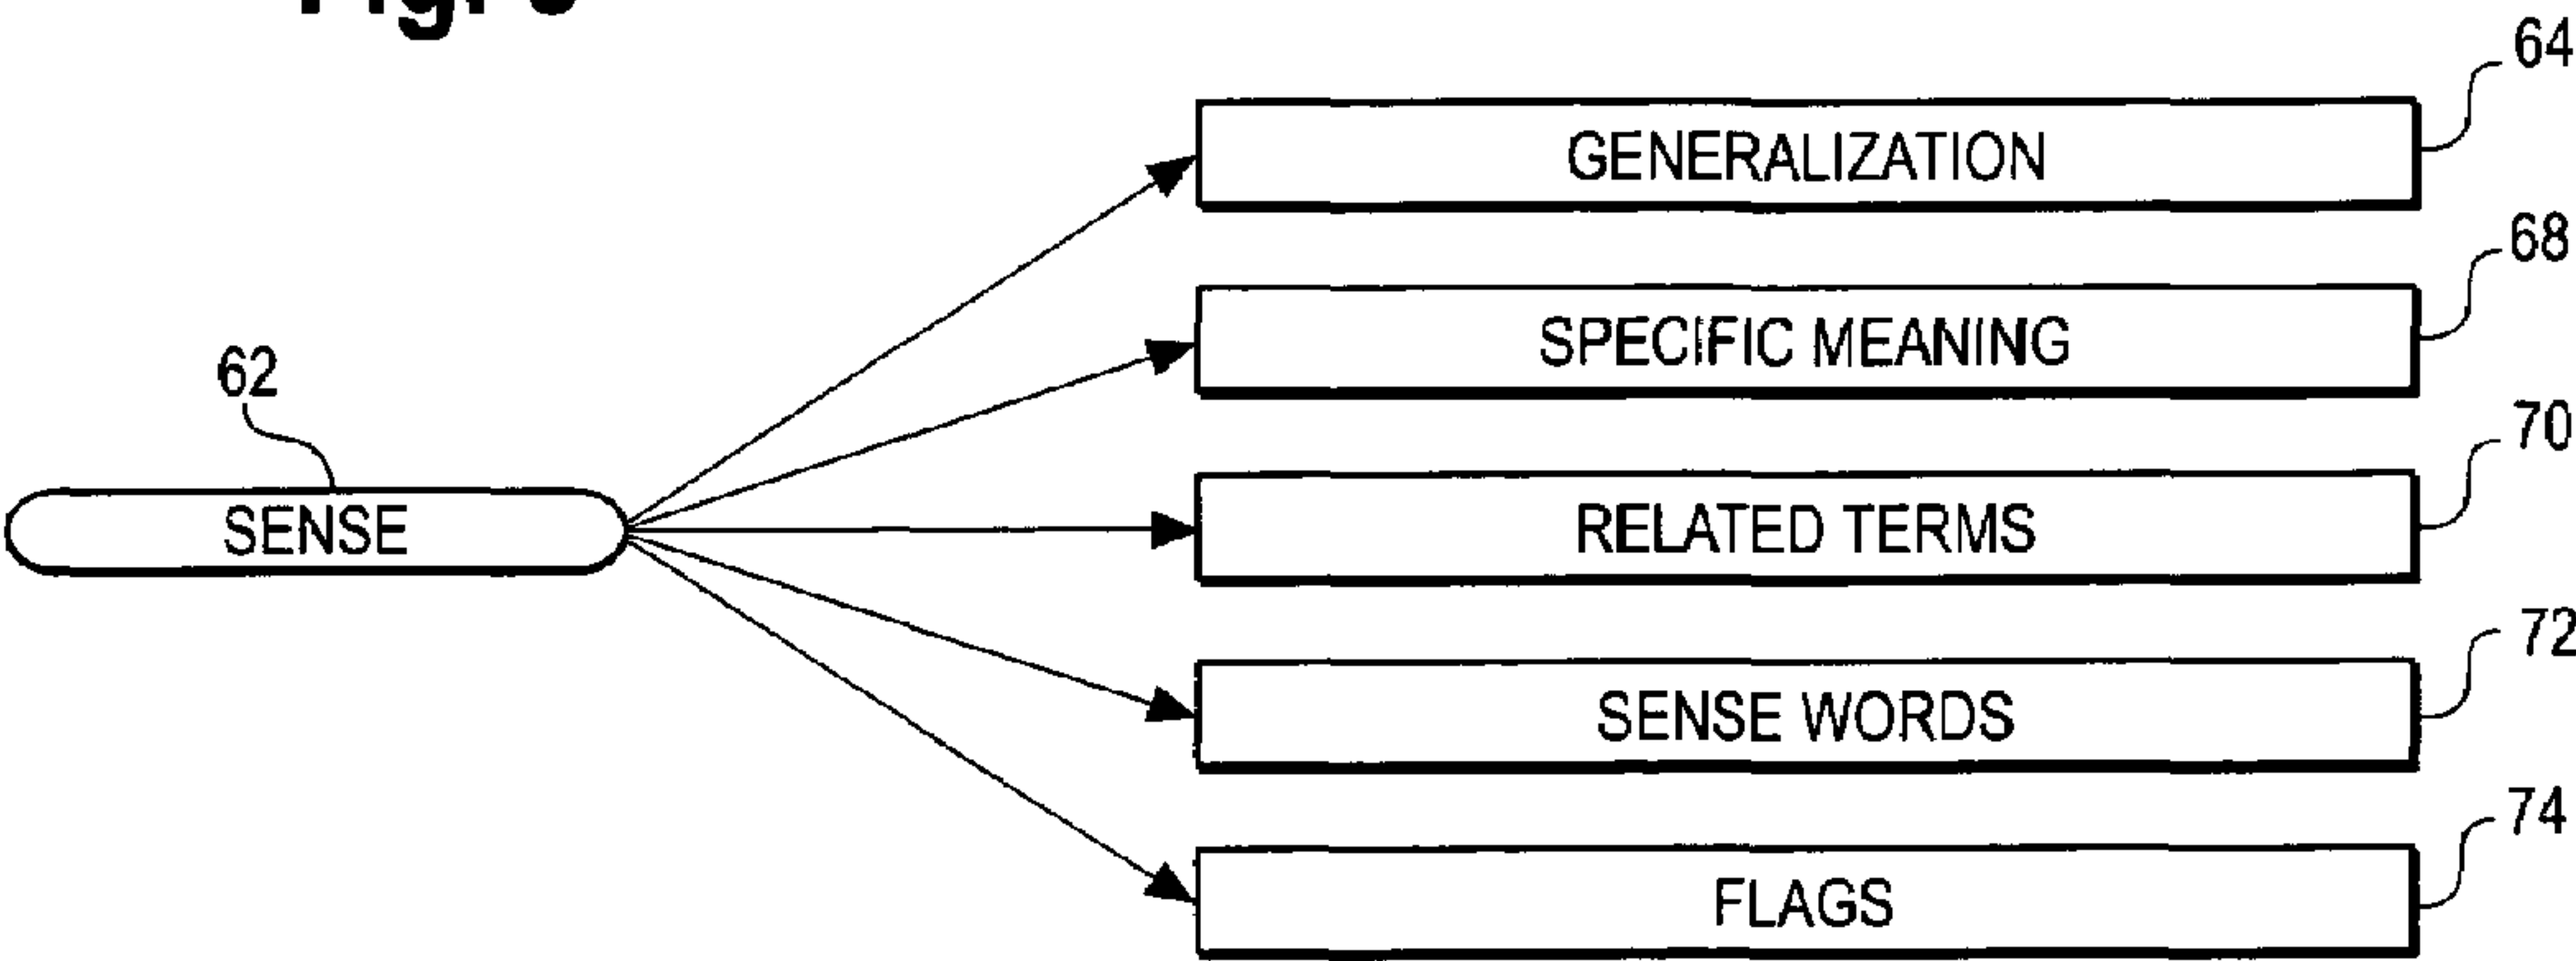 64
GENERALIZATION
68
SPECIFIC MEANING
62
70
SENSE
RELATED TERMS
72
SENSE WORDS
74
FLAGS